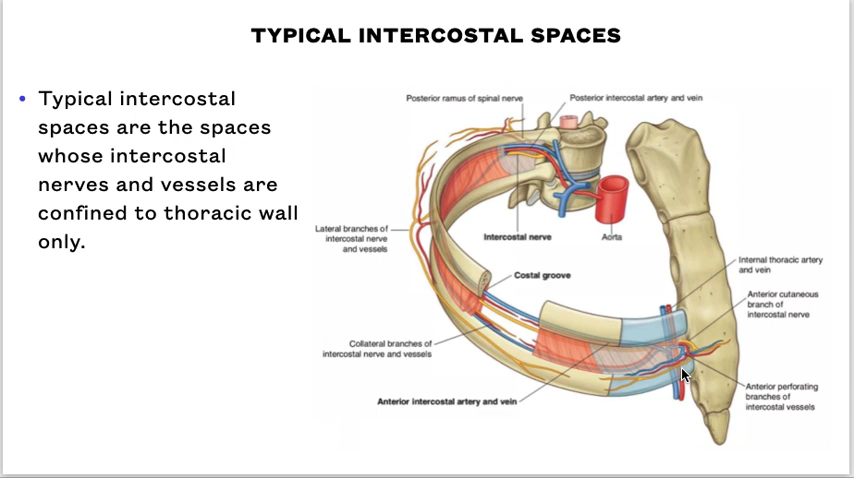 TYPICAL INTERCOSTAL SPACES
• Typical intercostal
spaces are the spaces
whose intercostal
nerves and vessels are
confined to thoracic wall
only.
Posterior ramus of spinal nerve
Posterior intercostal artery and vein
Lateral branches of
intercostal nerve
and vessels
Intercostal nerve
Aorta
Costal groove
Internal thoracic artery
and vein
Anterior cutaneous
branch of
intercostal nerve
Collateral branches of
intercostal nerve and vessels
Anterior intercostal artery and vein
Anterior perforating
branches of
intercostal vessels